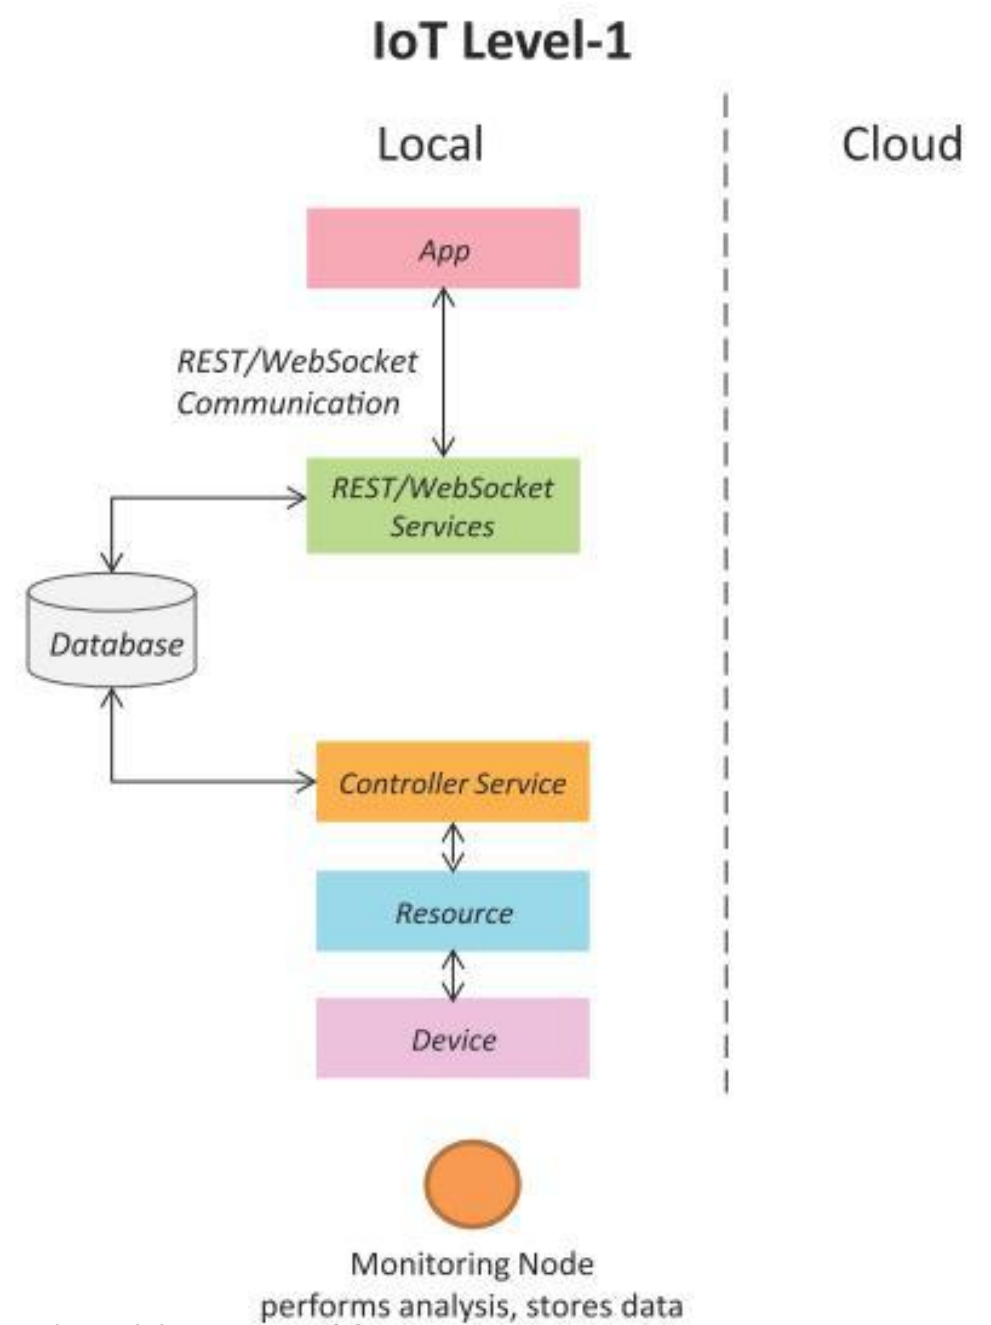 IoT Level-1
Local
Cloud
App
REST/WebSocket
Communication
REST/WebSocket
Services
Database
Controller Service
Resource
Device
Monitoring Node
performs analysis, stores data